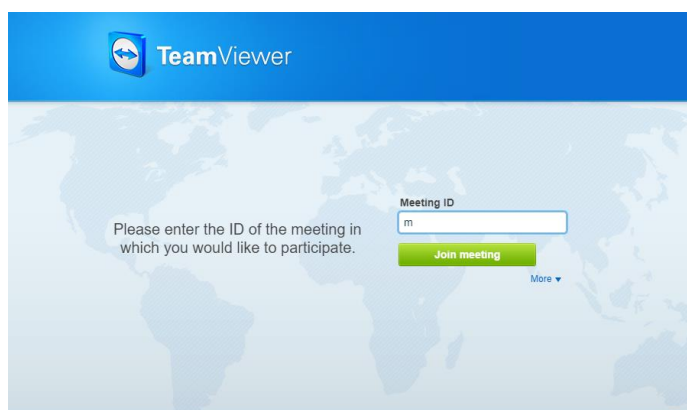 TeamViewer
Please enter the ID of the meeting in
which you would like to participate.
Meeting ID
m
Join meeting
More